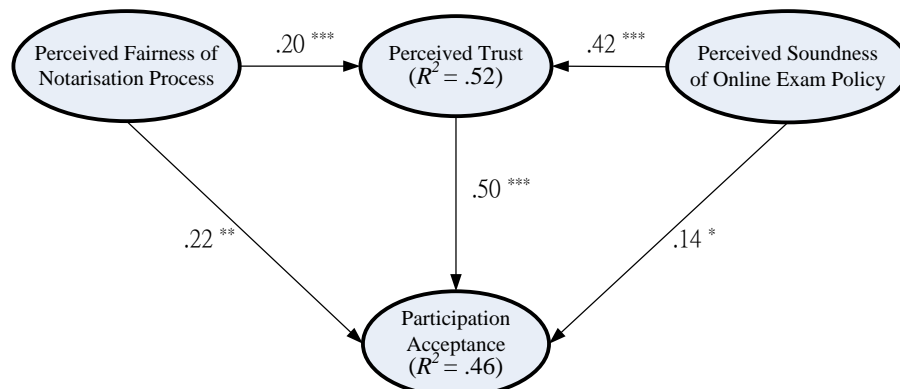 Perceived Fairness of
Notarisation Process
.20 ***
Perceived Trust
(R² = .52)
.42 ***
Perceived Soundness
of Online Exam Policy
.22 **
.50 ***
.14 *
Participation
Acceptance
(R² = .46)